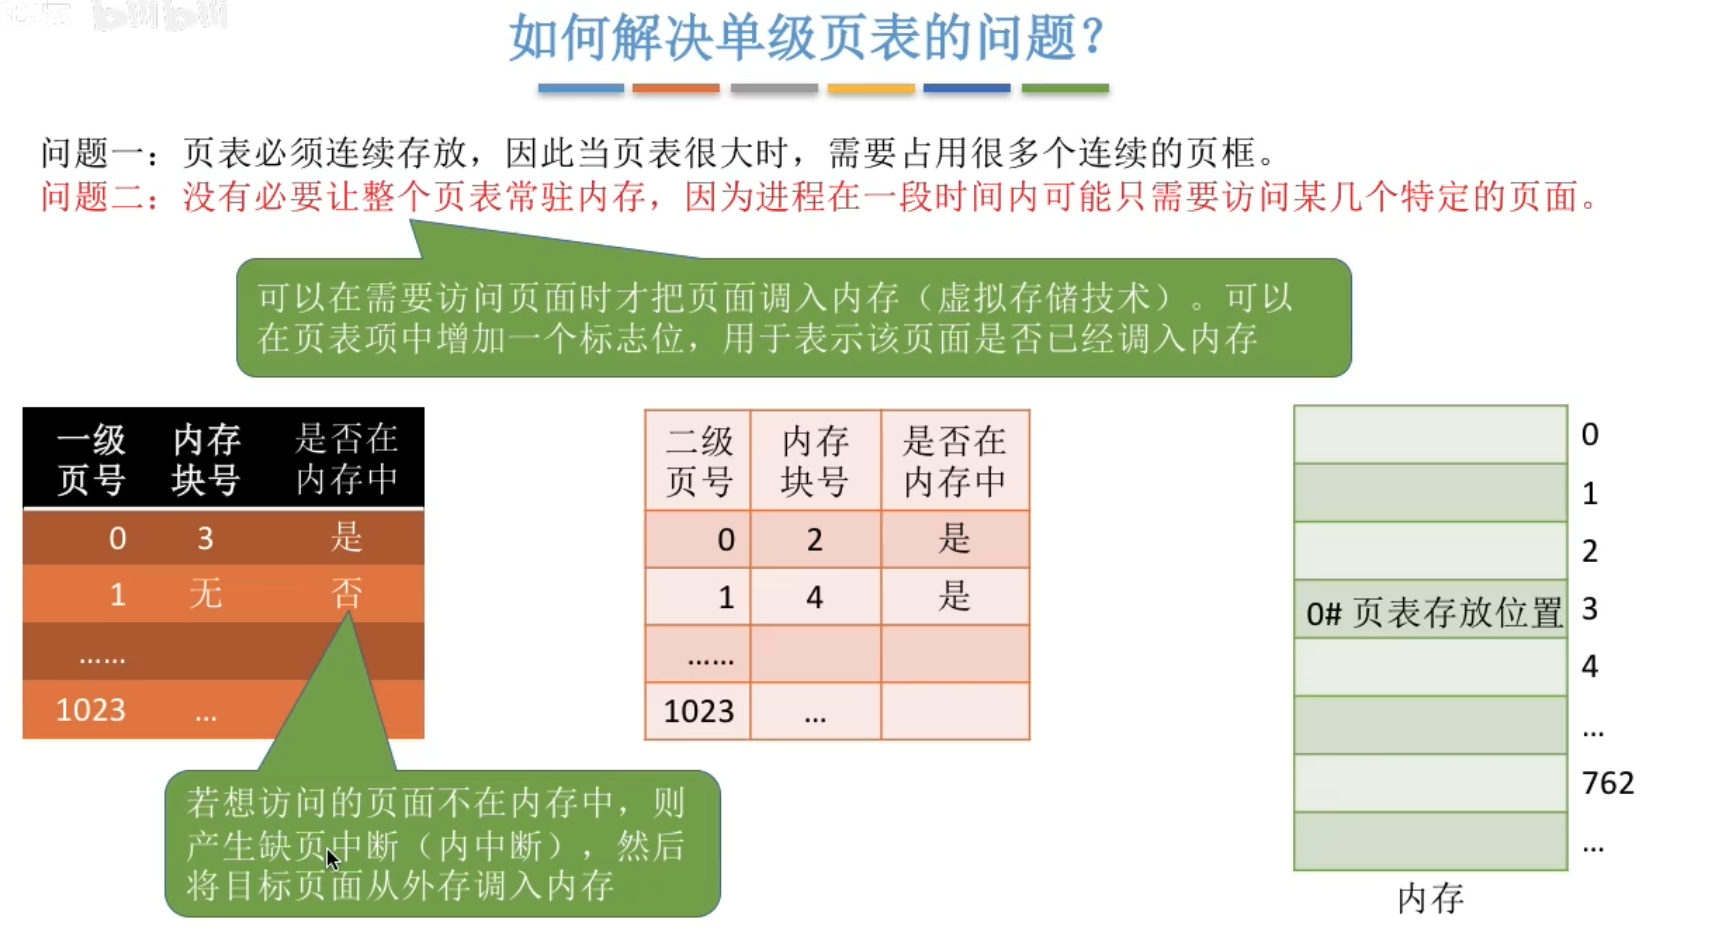 如何解决单级页表的问题？
问题一：页表必须连续存放，因此当页表很大时，需要占用很多个连续的页框。
问题二：没有必要让整个页表常驻内存，因为进程在一段时间内可能只需要访问某几个特定的页面。
可以在需要访问页面时才把页面调入内存（虚拟存储技术）。可以
在页表项中增加一个标志位，用于表示该页面是否已经调入内存
一级 内存 是否在
页号 块号 内存中
0 3 是
1 无 否
……
1023 ...
二级 内存 是否在
页号 块号 内存中
0 2 是
1 4 是
……
1023 ...
0
1
2
0# 页表存放位置 3
4
...
762
...
内存
若想访问的页面不在内存中，则
产生缺页中断（内中断），然后
将目标页面从外存调入内存